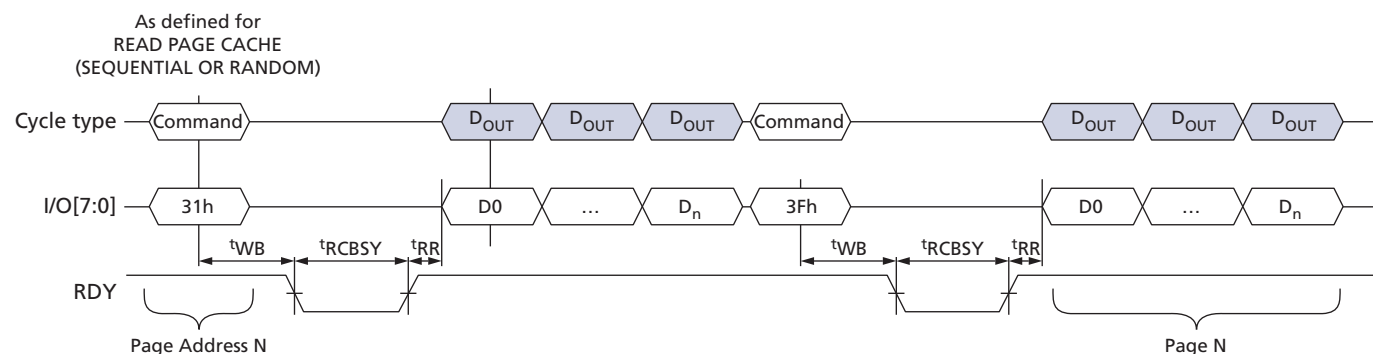 As defined for
READ PAGE CACHE
(SEQUENTIAL OR RANDOM)
Cycle type Command DOUT DOUT DOUT Command DOUT DOUT DOUT
I/O[7:0] 31h D0 … Dn 3Fh D0 … Dn
tWB tRCBSY tRR tWB tRCBSY tRR
RDY
Page Address N Page N